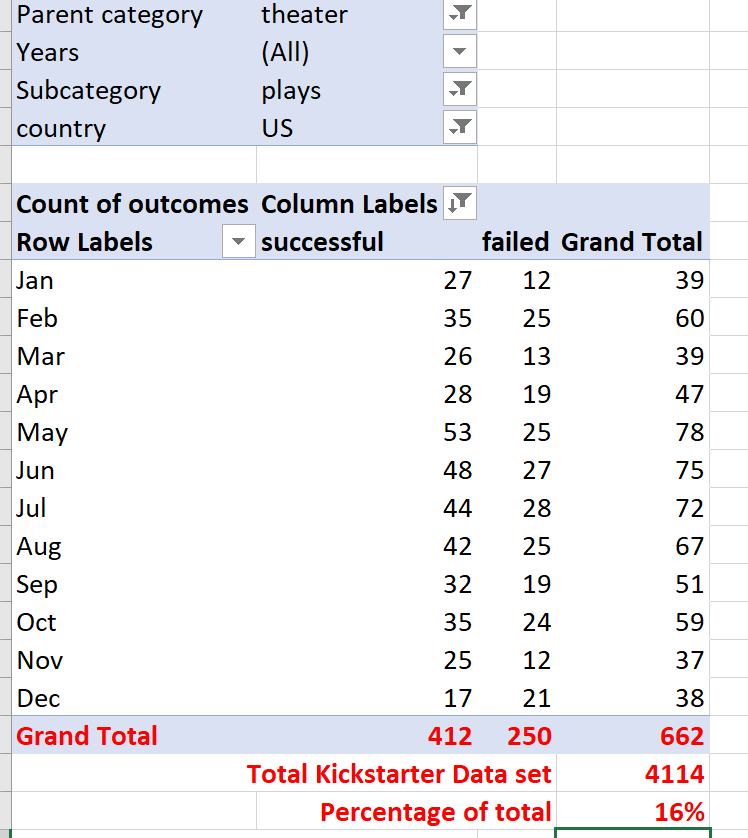 Parent category theater
Years (All)
Subcategory plays
country US
Count of outcomes Column Labels
Row Labels successful failed Grand Total
Jan 27 12 39
Feb 35 25 60
Mar 26 13 39
Apr 28 19 47
May 53 25 78
Jun 48 27 75
Jul 44 28 72
Aug 42 25 67
Sep 32 19 51
Oct 35 24 59
Nov 25 12 37
Dec 17 21 38
Grand Total 412 250 662
Total Kickstarter Data set 4114
Percentage of total 16%